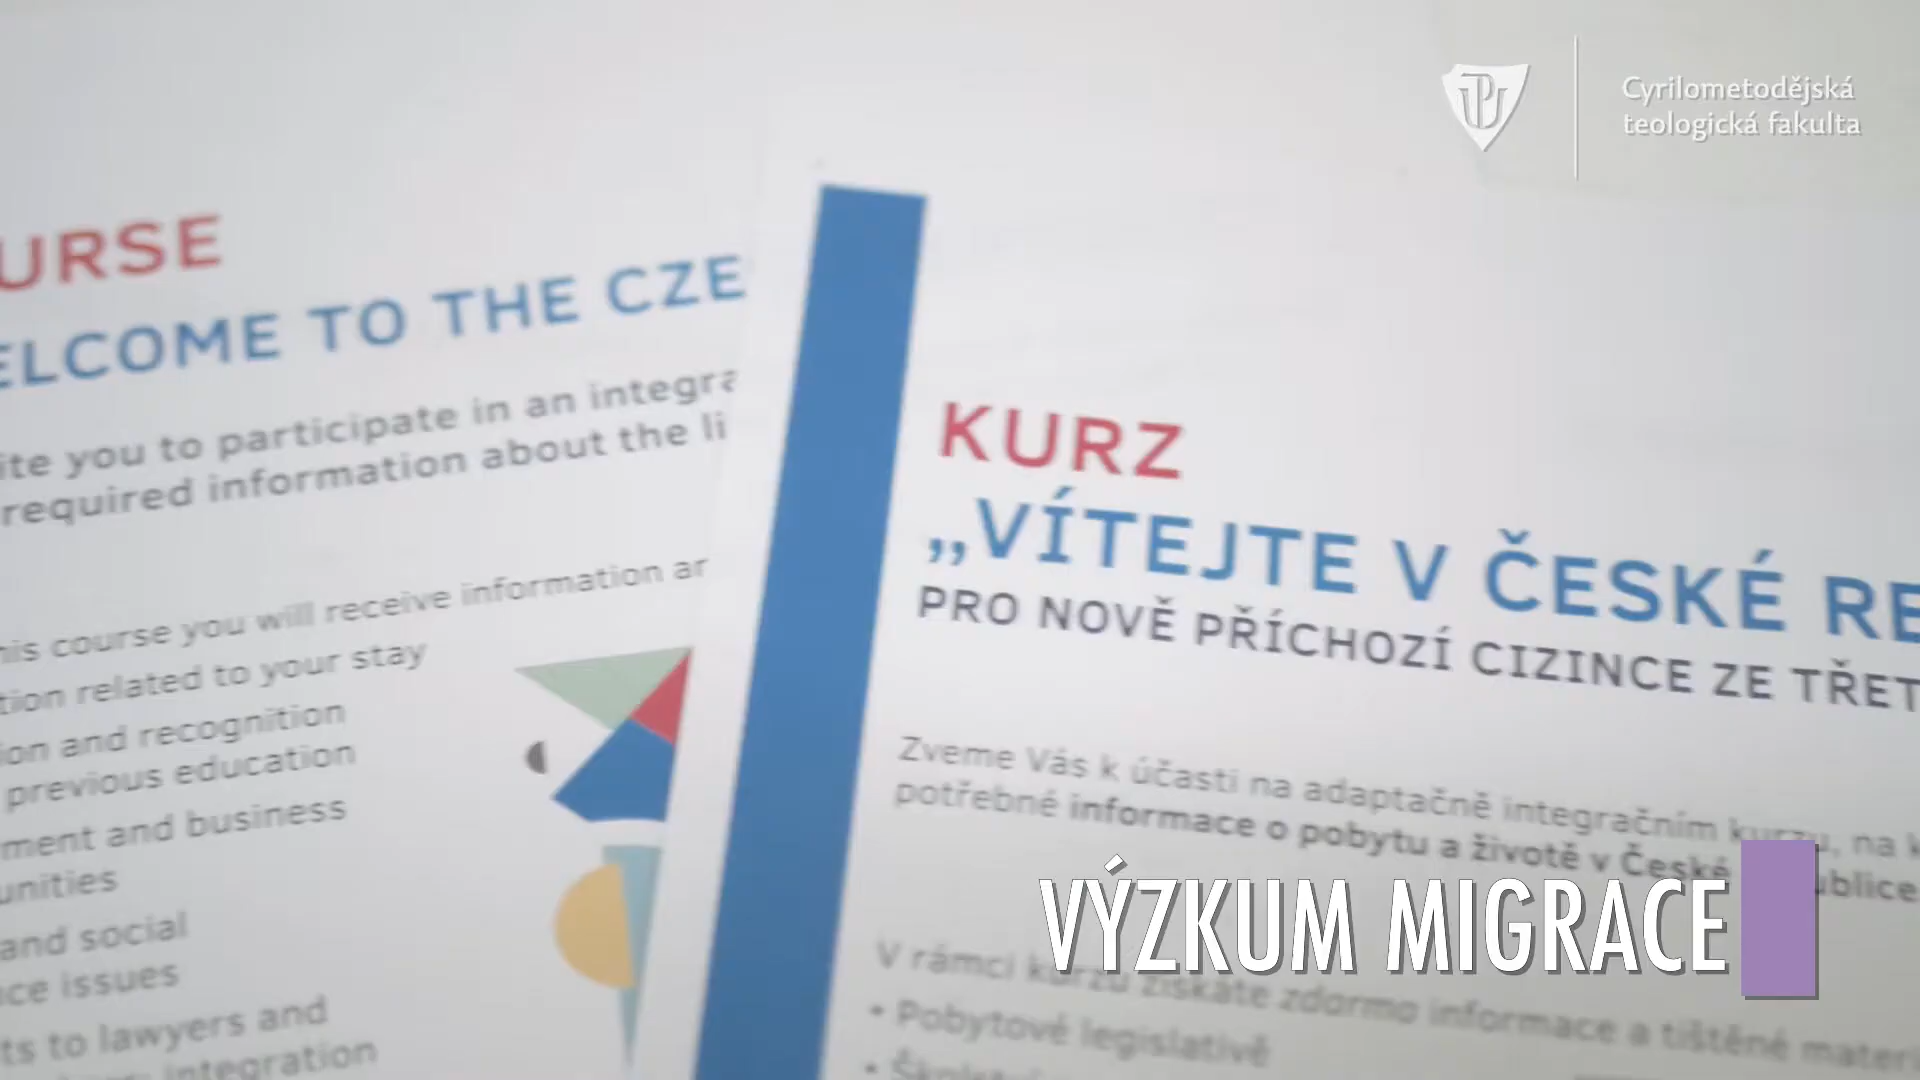 Cyrilometodějská
teologická fakulta
URSE
ELCOME TO THE CZE
ite you to participate in an integra
required information about the li
his course you will receive information ar
tion related to your stay
ion and recognition
previous education
ment and business
unities
and social
ce issues
ts to lawyers and
integration
KURZ
„VÍTEJTE V ČESKÉ RE
PRO NOVĚ PŘÍCHOZÍ CIZINCE ZE TŘET
Zveme Vás k účasti na adaptačně integračním kurzu, na k
potřebné informace o pobytu a životě v České ublice
V rámci kurzu získáte zdarma informace a tištěné mater
• Pobytové legislativě
VÝZKUM MIGRACE